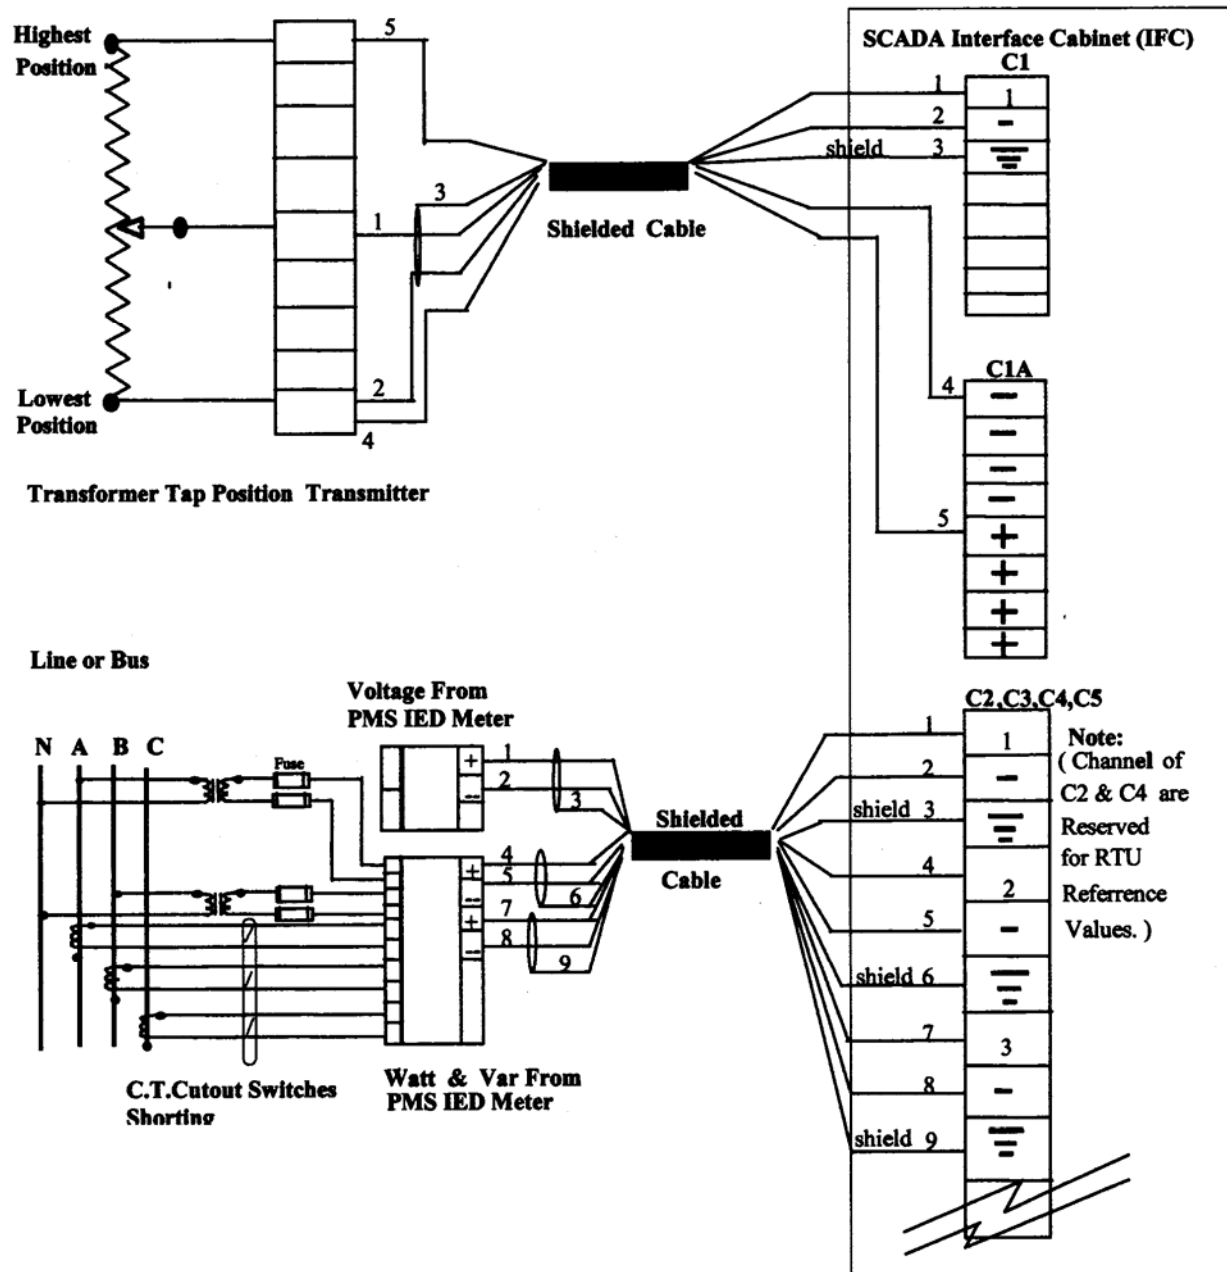 Highest
Position
5
3
1
2
4
Lowest
Position
Transformer Tap Position Transmitter
Shielded Cable
SCADA Interface Cabinet (IFC)
C1
1
1
2
-
shield 3
C1A
4
-
-
-
-
5
+
+
+
+
Line or Bus
N A B C
Fuse
Voltage From
PMS IED Meter
+
1
-
2
3
+
4
5
-
6
+
7
-
8
9
C.T.Cutout Switches
Shorting
Watt & Var From
PMS IED Meter
Shielded
Cable
C2,C3,C4,C5
1
1
2
-
shield 3
4
2
5
-
shield 6
7
3
8
-
shield 9
Note:
( Channel of
C2 & C4 are
Reserved
for RTU
Referrence
Values. )